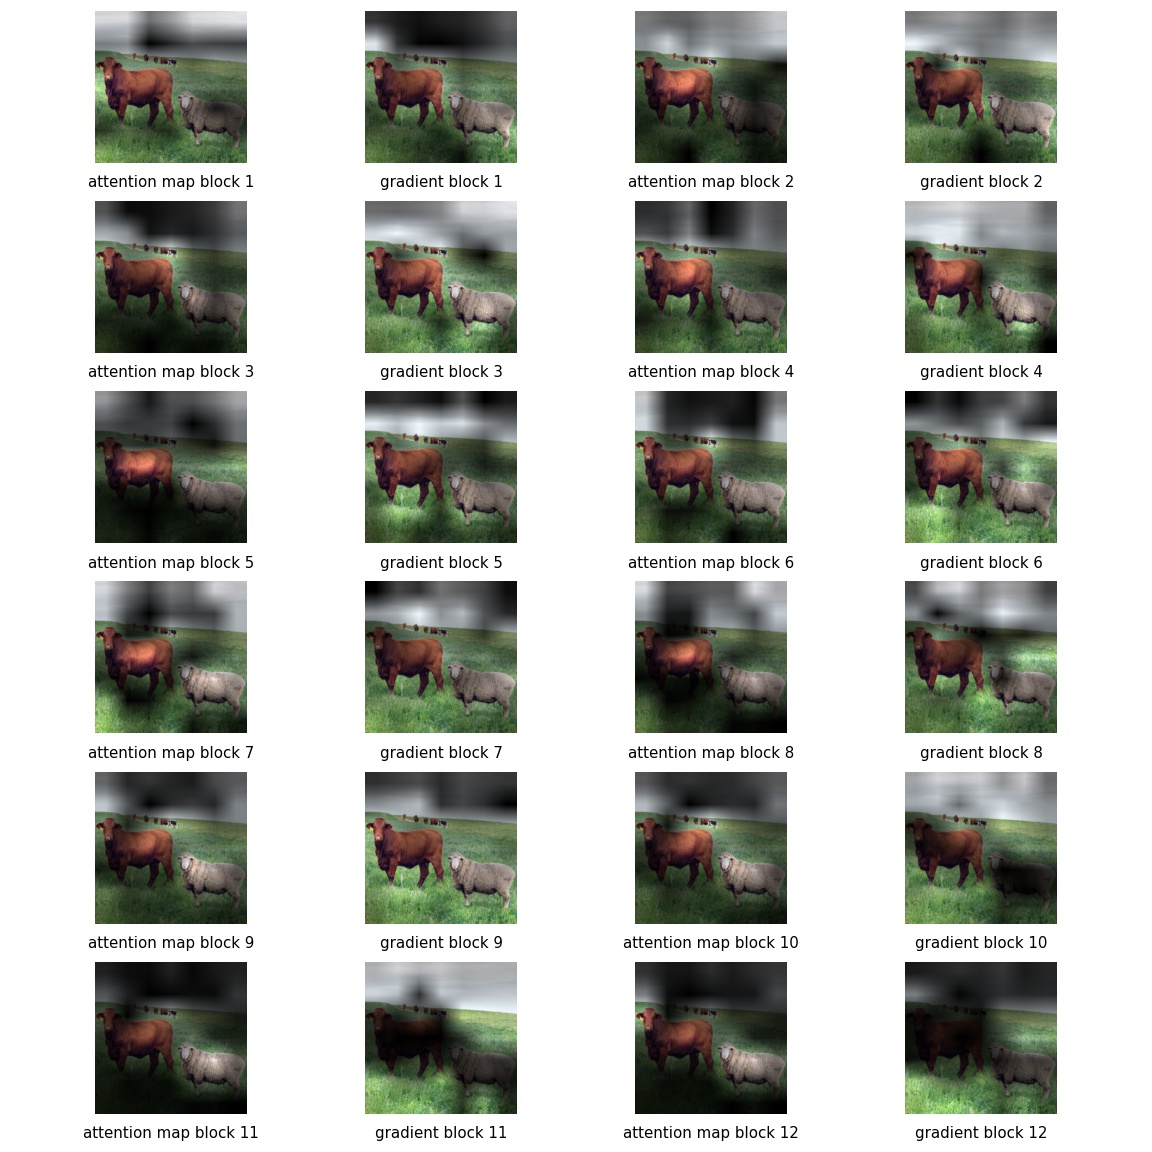 attention map block 1
gradient block 1
attention map block 2
gradient block 2
attention map block 3
gradient block 3
attention map block 4
gradient block 4
attention map block 5
gradient block 5
attention map block 6
gradient block 6
attention map block 7
gradient block 7
attention map block 8
gradient block 8
attention map block 9
gradient block 9
attention map block 10
gradient block 10
attention map block 11
gradient block 11
attention map block 12
gradient block 12